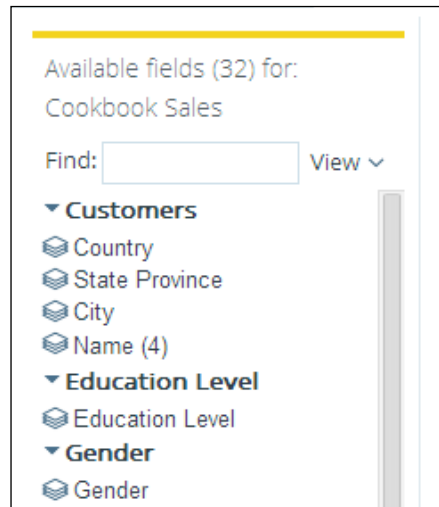 Available fields (32) for:
Cookbook Sales
Find:
View
Customers
Country
State Province
City
Name (4)
Education Level
Education Level
Gender
Gender